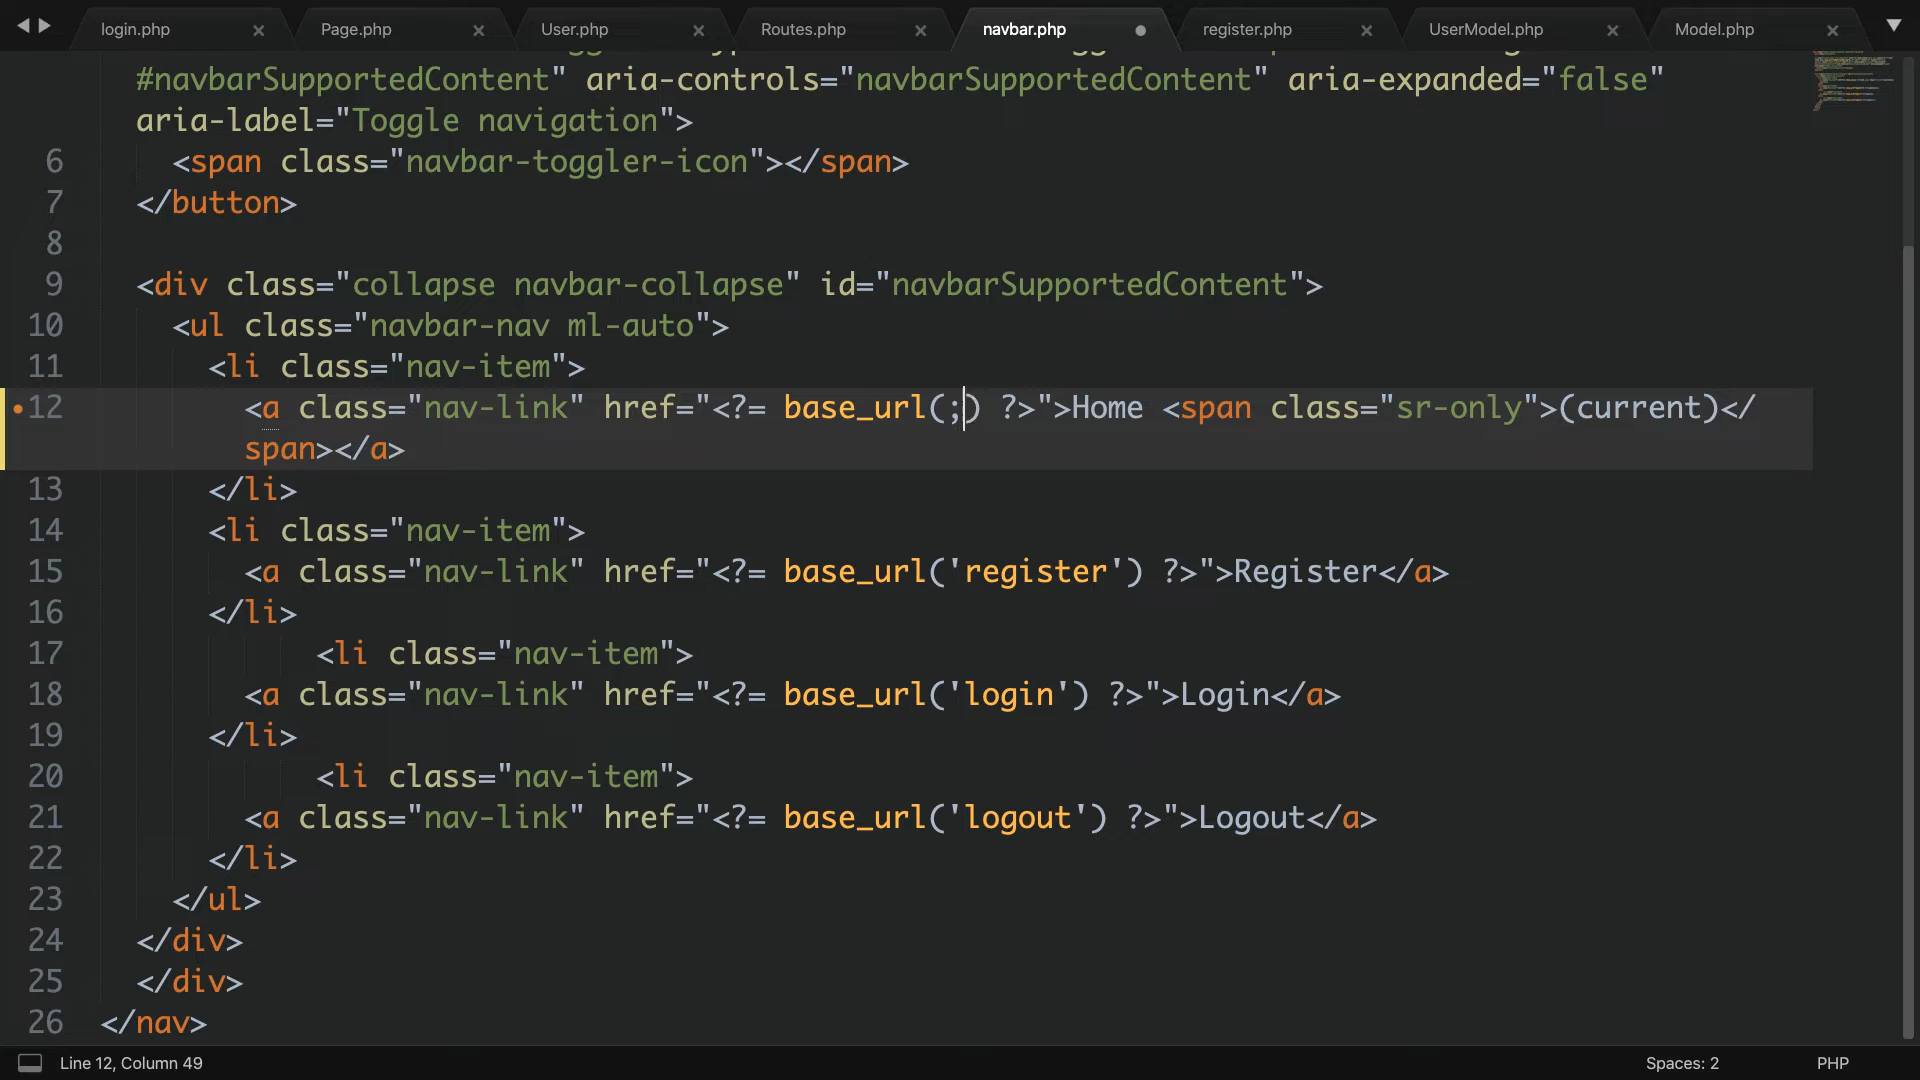 login.php
Page.php
User.php
Routes.php
navbar.php
register.php
UserModel.php
Model.php
#navbarSupportedContent" aria-controls="navbarSupportedContent" aria-expanded="false"
aria-label="Toggle navigation">
6 <span class="navbar-toggler-icon"></span>
7 </button>
8
9 <div class="collapse navbar-collapse" id="navbarSupportedContent">
10 <ul class="navbar-nav ml-auto">
11 <li class="nav-item">
12 <a class="nav-link" href="<?= base_url(;) ?>">Home <span class="sr-only">(current)</
span></a>
13 </li>
14 <li class="nav-item">
15 <a class="nav-link" href="<?= base_url('register') ?>">Register</a>
16 </li>
17 <li class="nav-item">
18 <a class="nav-link" href="<?= base_url('login') ?>">Login</a>
19 </li>
20 <li class="nav-item">
21 <a class="nav-link" href="<?= base_url('logout') ?>">Logout</a>
22 </li>
23 </ul>
24 </div>
25 </div>
26 </nav>
Line 12, Column 49
Spaces: 2
PHP